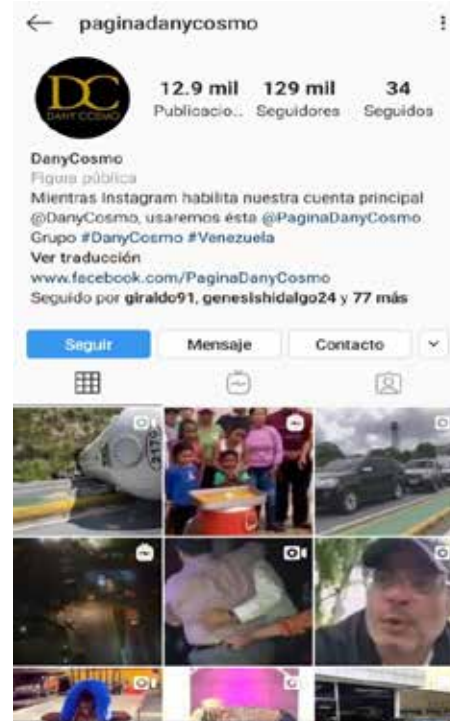 paginadanycosmo
DC
DANY COSMO
12.9 mil 129 mil 34
Publicacio.. Seguidores Seguidos
DanyCosmo
Figura pública
Mientras Instagram habilita nuestra cuenta principal
@DanyCosmo, usaremos ésta @PaginaDanyCosmo
Grupo #DanyCosmo #Venezuela
Ver traducción
www.facebook.com/PaginaDanyCosmo
Seguido por giraldo91, genesishidalgo24 y 77 más
Seguir Mensaje Contacto